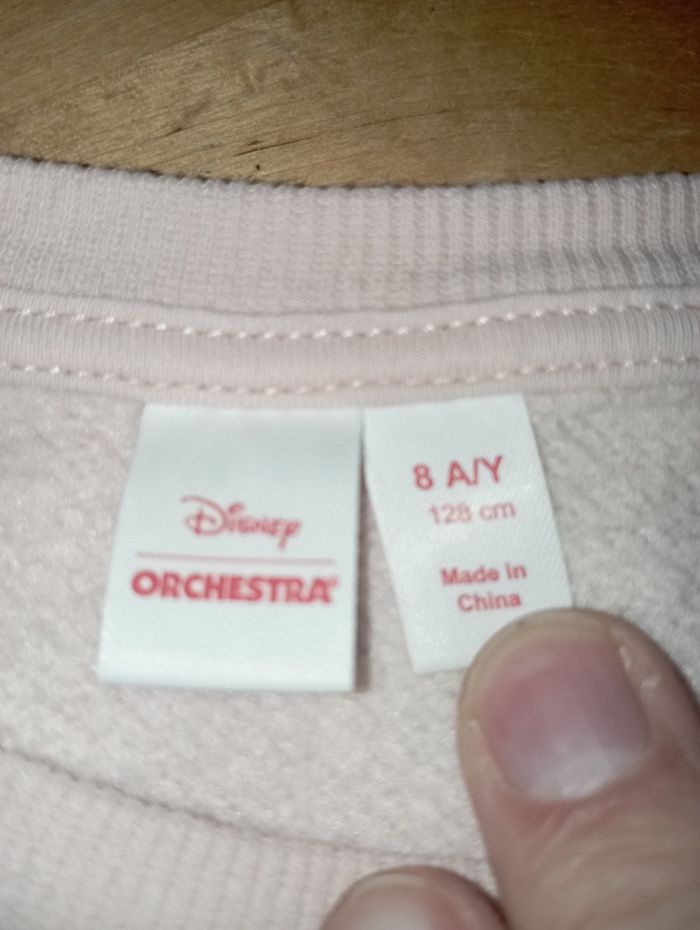 Disney
ORCHESTRA
8 A/Y
128 cm
Made in
China